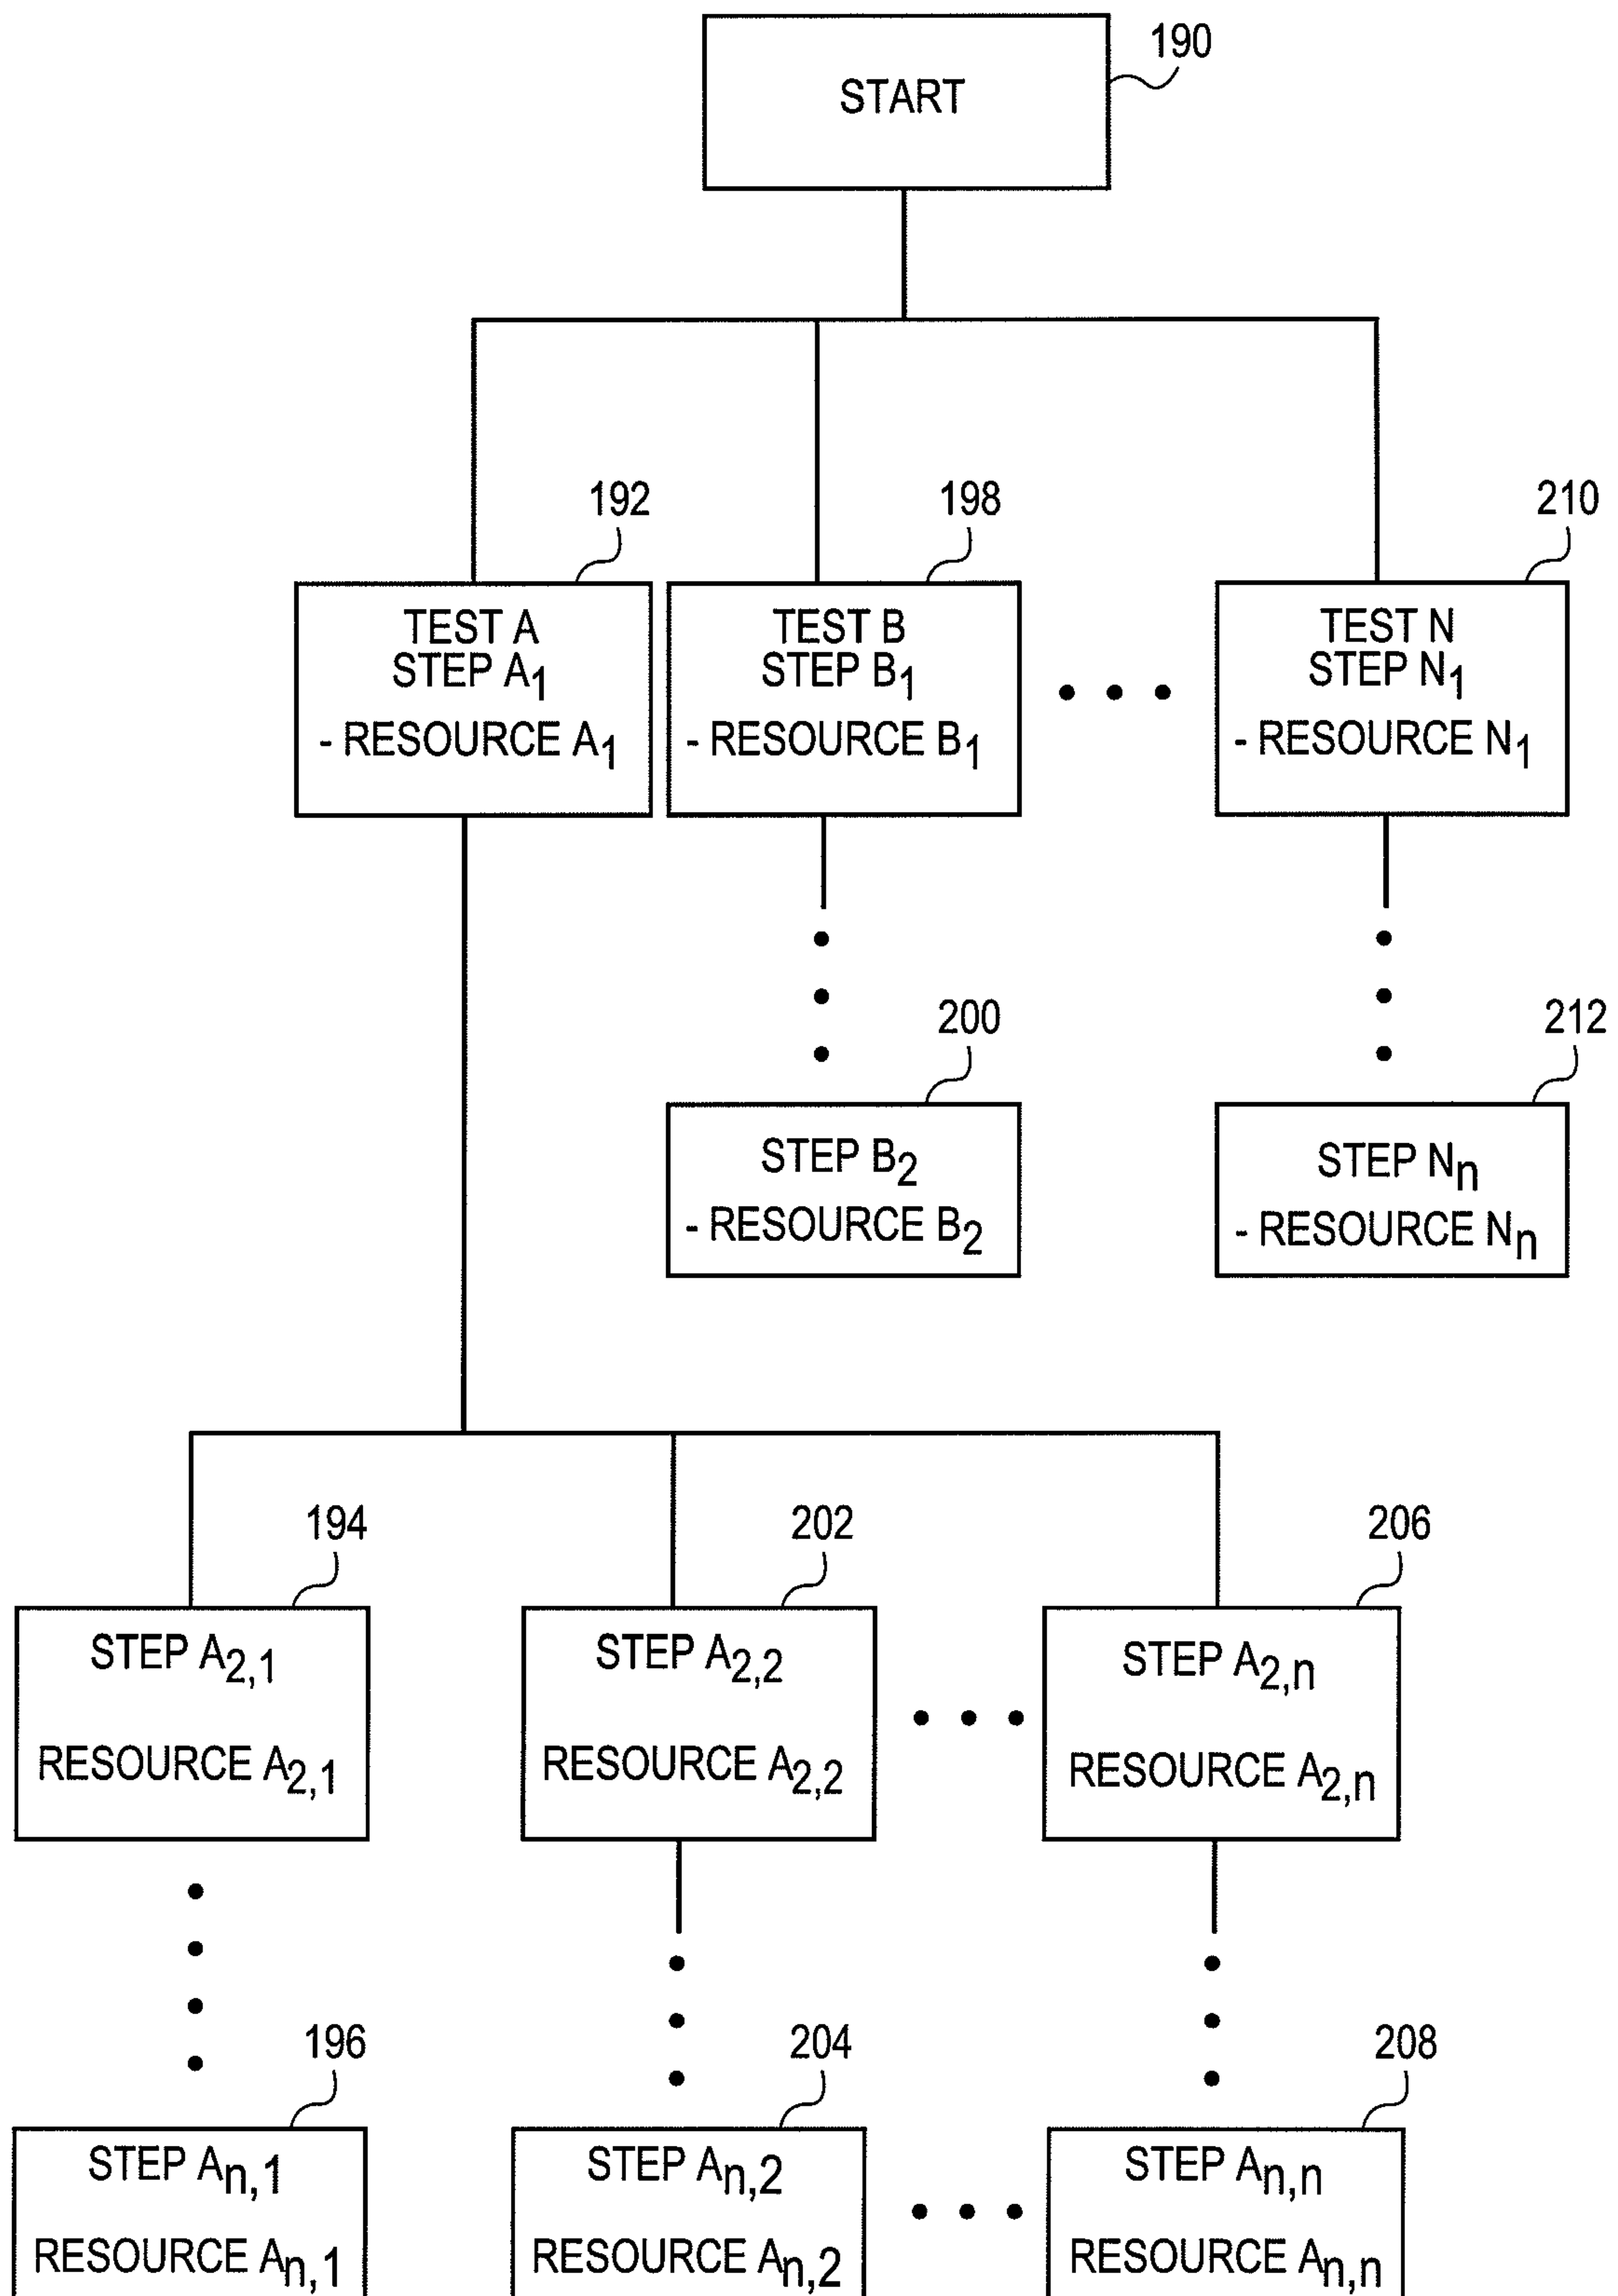 190
START
192
198
210
TEST A
STEP A1
- RESOURCE A1
TEST B
STEP B1
- RESOURCE B1
TEST N
STEP N1
- RESOURCE N1
200
212
STEP B2
- RESOURCE B2
STEP Nn
- RESOURCE Nn
194
202
206
STEP A2,1
RESOURCE A2,1
STEP A2,2
RESOURCE A2,2
STEP A2,n
RESOURCE A2,n
196
204
208
STEP An,1
RESOURCE An,1
STEP An,2
RESOURCE An,2
STEP An,n
RESOURCE An,n